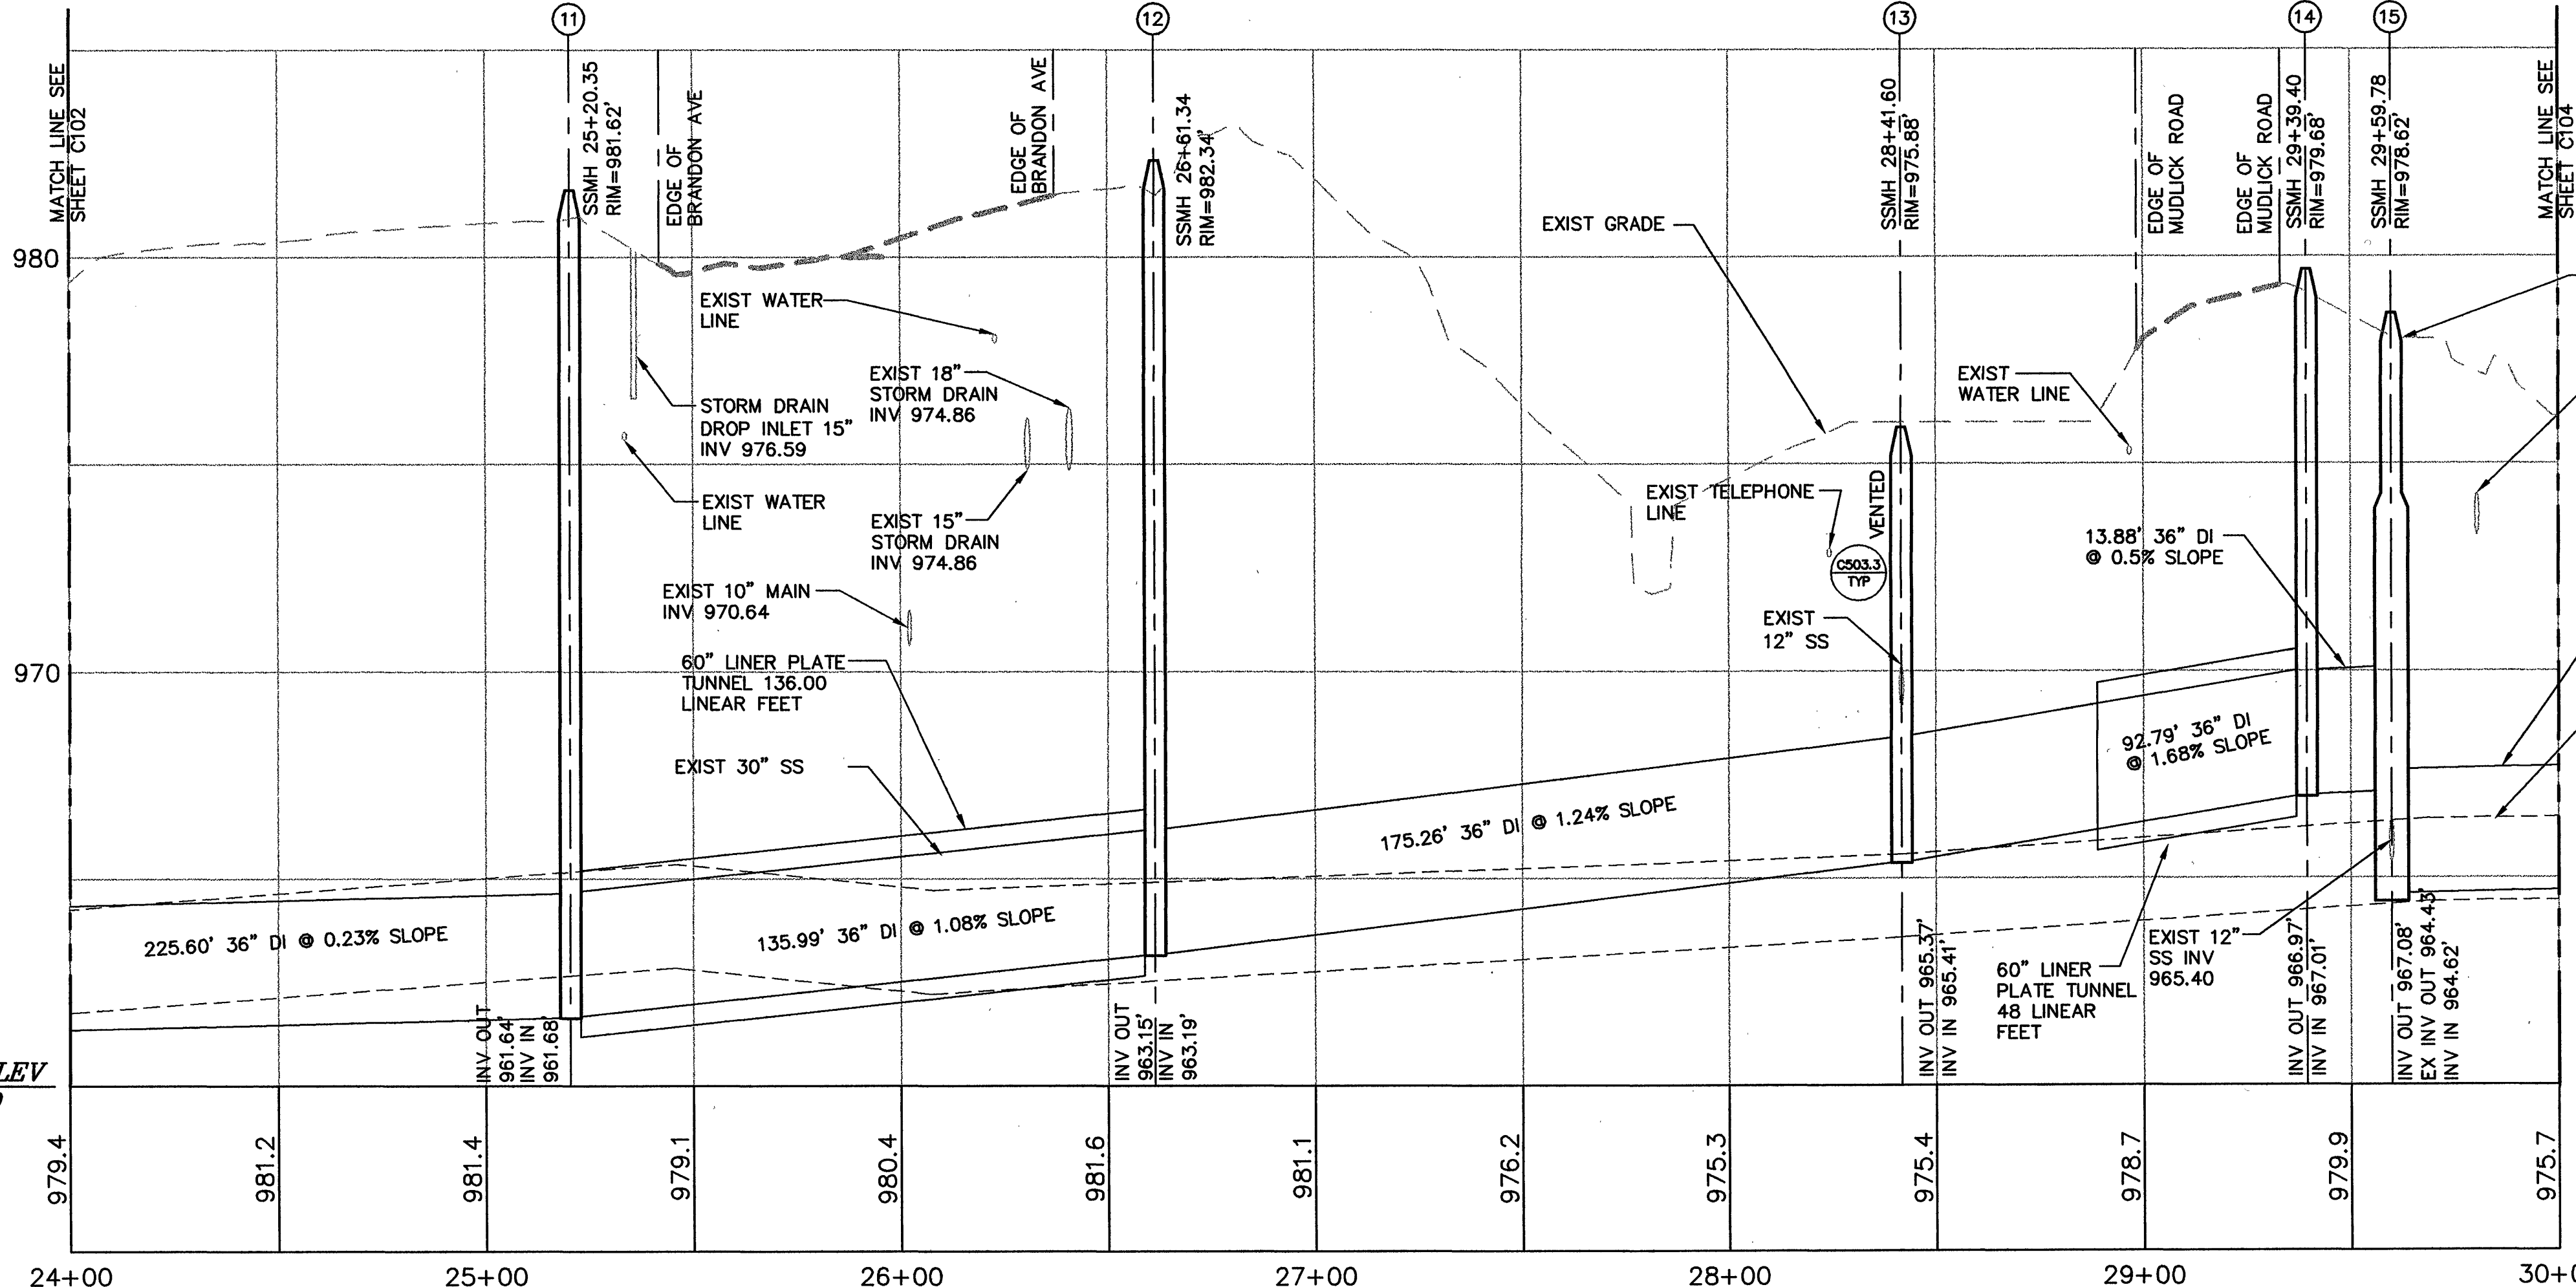 11
12
13
14
15
MATCH LINE SEE
SHEET C102
SSMH 25+20.35
RIM=981.62'
EDGE OF
BRANDON AVE
EDGE OF
BRANDON AVE
SSMH 26+61.34
RIM=982.34'
SSMH 28+41.60
RIM=975.88'
EDGE OF
MUDLICK ROAD
EDGE OF
MUDLICK ROAD
SSMH 29+39.40
RIM=979.68'
SSMH 29+59.78
RIM=978.62'
MATCH LINE SEE
SHEET C104
980
970
EXIST GRADE
EXIST WATER
LINE
STORM DRAIN
DROP INLET 15"
INV 976.59
EXIST 18"
STORM DRAIN
INV 974.86
EXIST WATER
LINE
EXIST 15"
STORM DRAIN
INV 974.86
EXIST
WATER LINE
EXIST TELEPHONE
LINE
VENTED
C503.3
TYP
13.88' 36" DI
@ 0.5% SLOPE
EXIST 10" MAIN
INV 970.64
EXIST
12" SS
60" LINER PLATE
TUNNEL 136.00
LINEAR FEET
EXIST 30" SS
92.79' 36" DI
@ 1.68% SLOPE
175.26' 36" DI @ 1.24% SLOPE
225.60' 36" DI @ 0.23% SLOPE
135.99' 36" DI @ 1.08% SLOPE
EXIST 12"
SS INV
965.40
60" LINER
PLATE TUNNEL
48 LINEAR
FEET
INV OUT
961.64'
INV IN
961.68'
INV OUT
963.15'
INV IN
963.19'
INV OUT 965.37'
INV IN 965.41'
INV OUT 966.97'
INV IN 967.01'
INV OUT 967.08'
EX INV OUT 964.43'
INV IN 964.62'
LEV
979.4
981.2
981.4
979.1
980.4
981.6
981.1
976.2
975.3
975.4
978.7
979.9
975.7
24+00
25+00
26+00
27+00
28+00
29+00
30+0